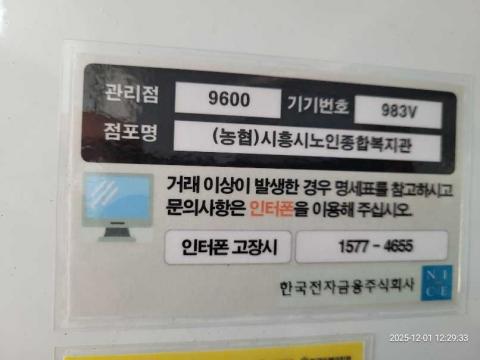 관리점 9600 기기번호 983V
점포명 (농협)시흥시노인종합복지관
거래 이상이 발생한 경우 명세표를 참고하시고
문의사항은 인터폰을 이용해 주십시오.
인터폰 고장시 1577 - 4655
한국전자금융주식회사 NICE
2025-12-01 12:29:33